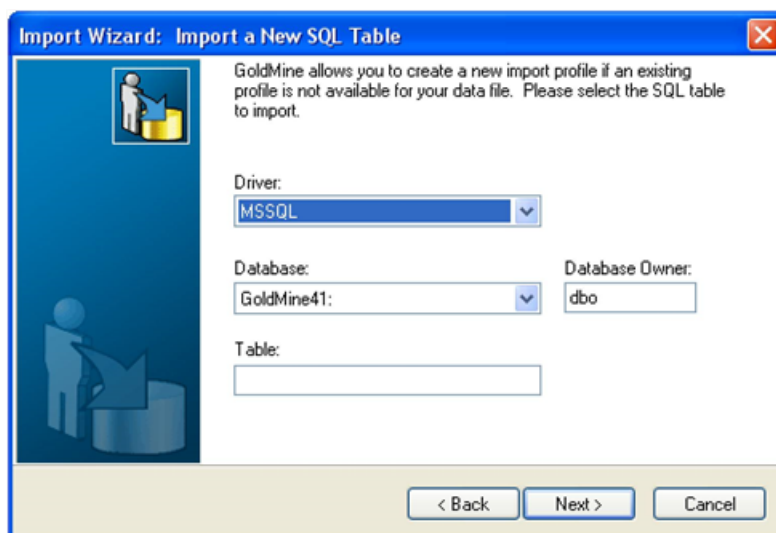 Import Wizard: Import a New SQL Table
GoldMine allows you to create a new import profile if an existing
profile is not available for your data file. Please select the SQL table
to import.
Driver:
MSSQL
Database:
Database Owner:
GoldMine41:
dbo
Table:
< Back
Next >
Cancel